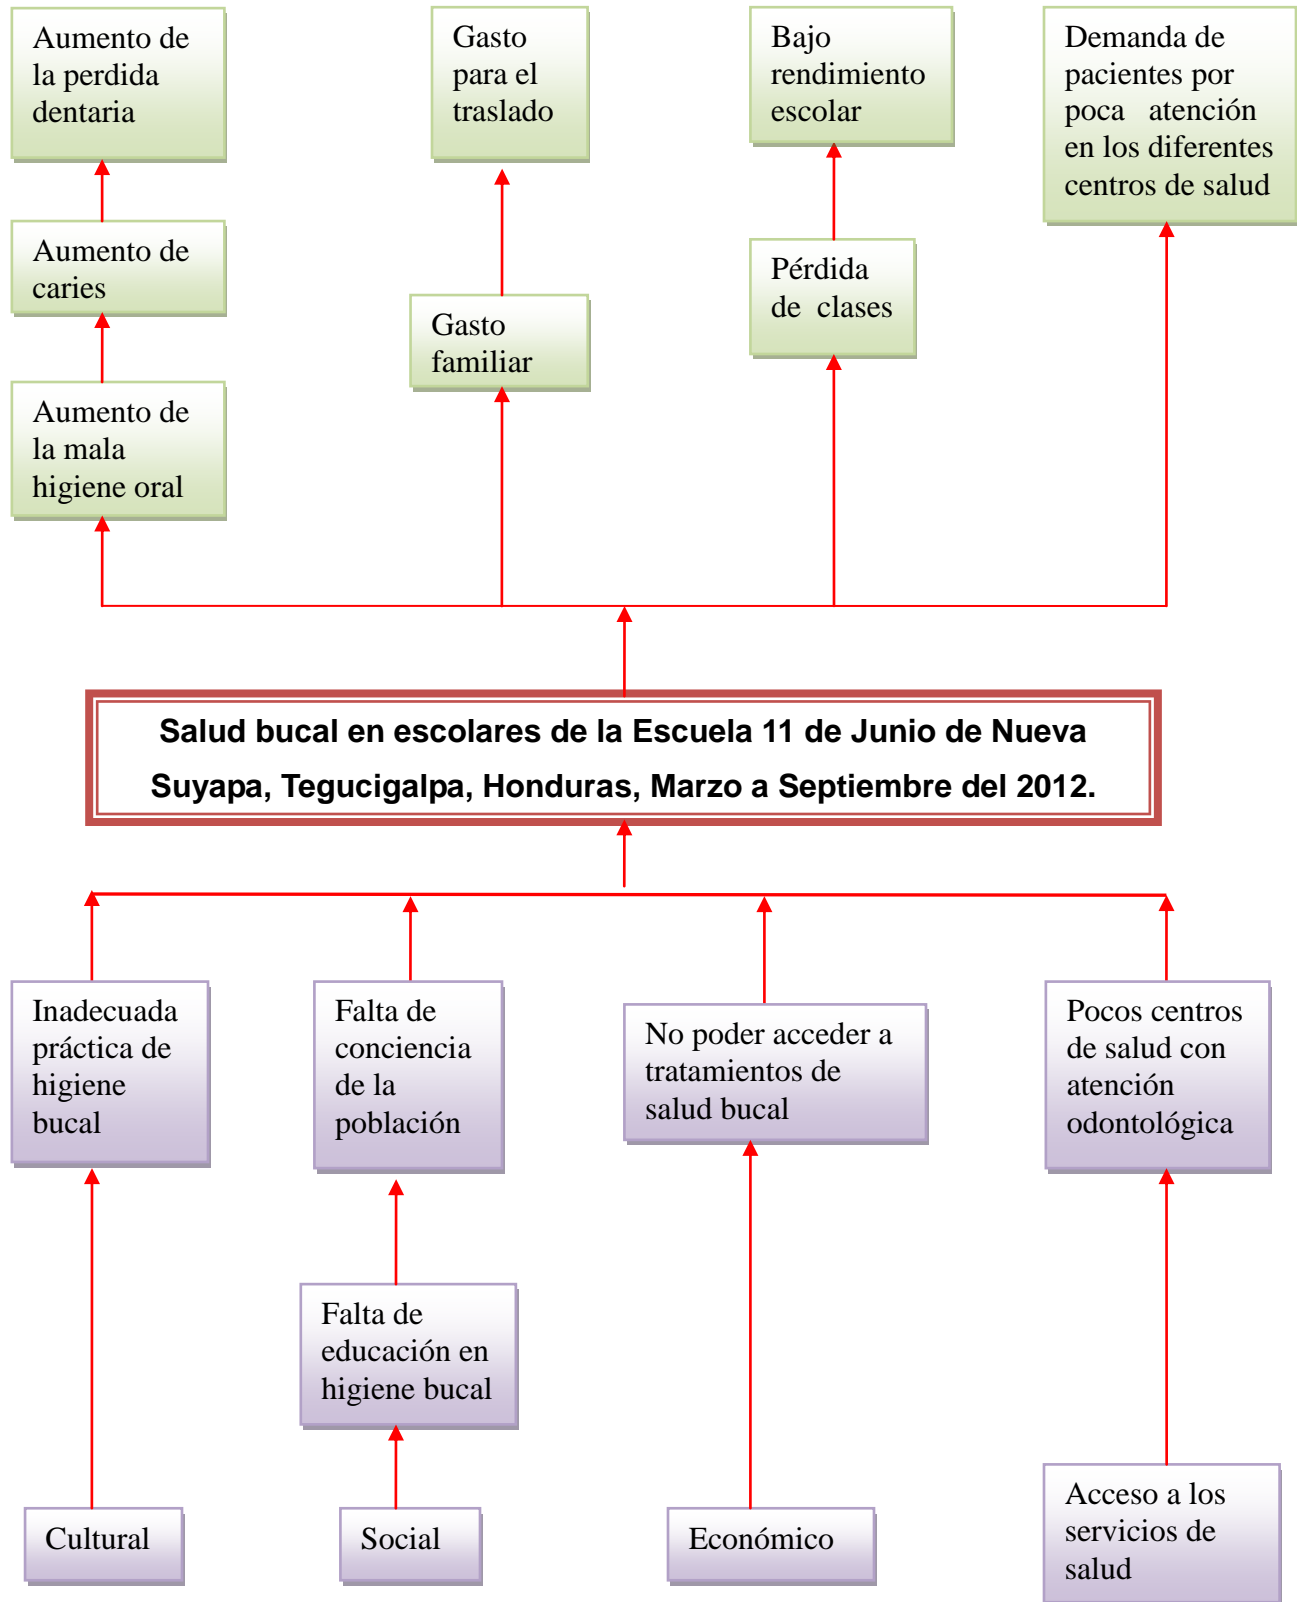 Aumento de
la perdida
dentaria
Gasto
para el
traslado
Bajo
rendimiento
escolar
Demanda de
pacientes por
poca atención
en los diferentes
centros de salud
Aumento de
caries
Pérdida
de clases
Gasto
familiar
Aumento de
la mala
higiene oral
Salud bucal en escolares de la Escuela 11 de Junio de Nueva
Suyapa, Tegucigalpa, Honduras, Marzo a Septiembre del 2012.
Inadecuada
práctica de
higiene
bucal
Falta de
conciencia
de la
población
No poder acceder a
tratamientos de
salud bucal
Pocos centros
de salud con
atención
odontológica
Falta de
educación en
higiene bucal
Cultural
Social
Económico
Acceso a los
servicios de
salud